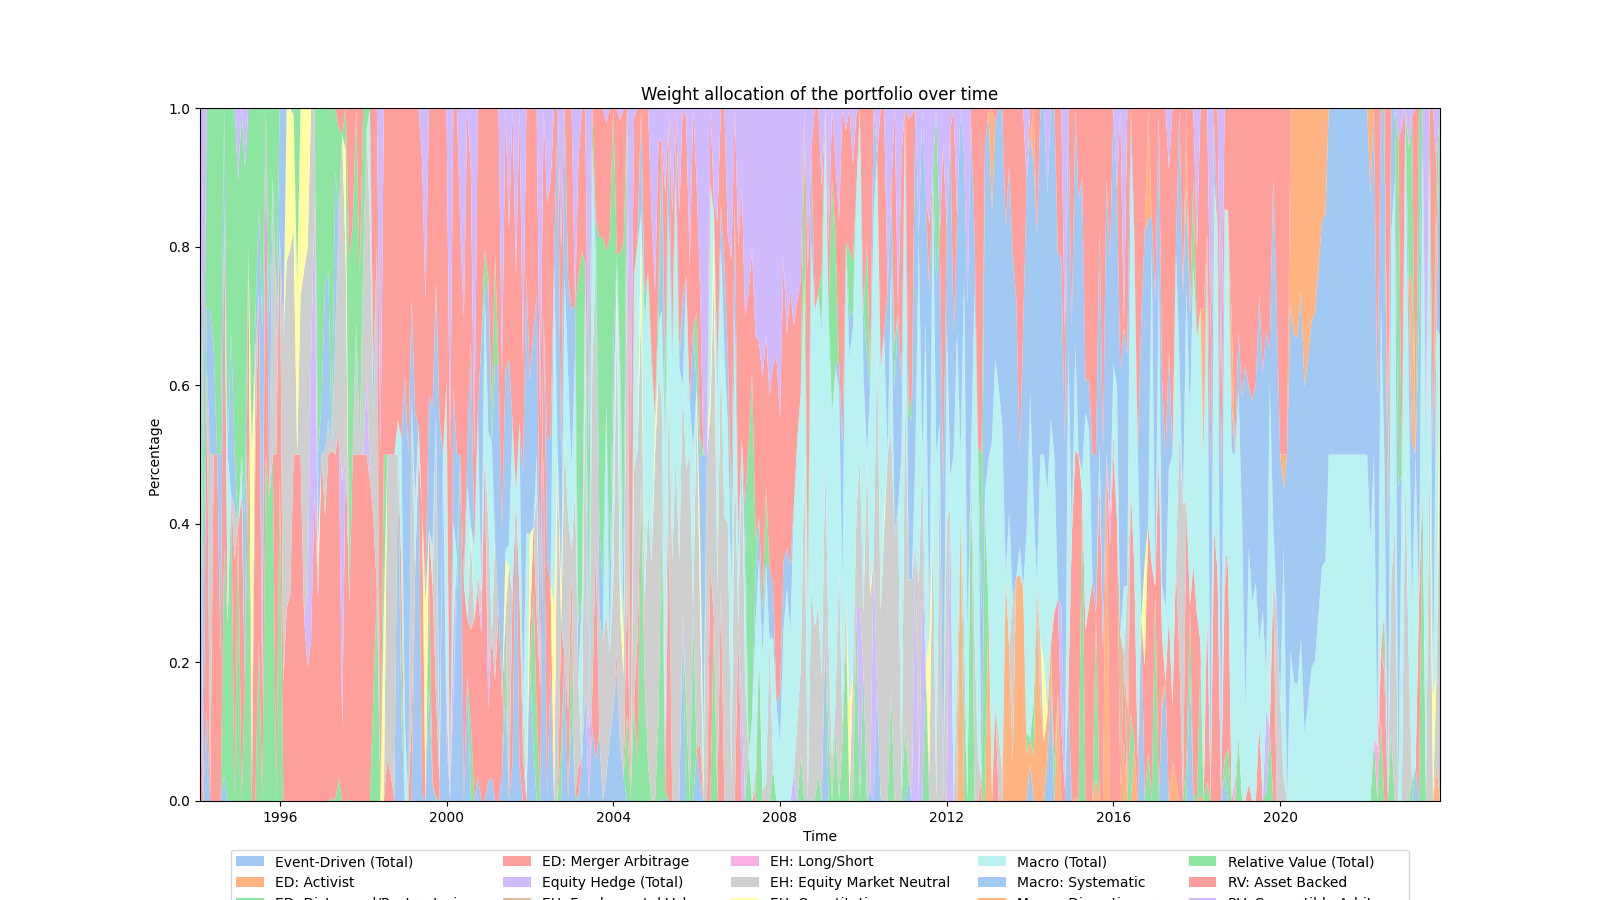 Weight allocation of the portfolio over time
1.0
0.8
0.6
0.4
0.2
0.0
Percentage
1996 2000 2004 2008 2012 2016 2020
Time
Event-Driven (Total) ED: Merger Arbitrage EH: Long/Short Macro (Total) Relative Value (Total)
ED: Activist Equity Hedge (Total) EH: Equity Market Neutral Macro: Systematic RV: Asset Backed